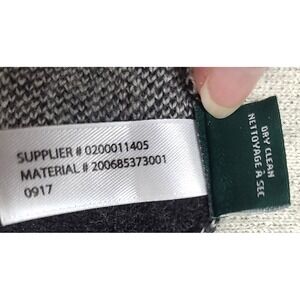 SUPPLIER # 0200011405
MATERIAL # 200685373001
0917
DRY CLEAN
NETTOYAGE À SEC